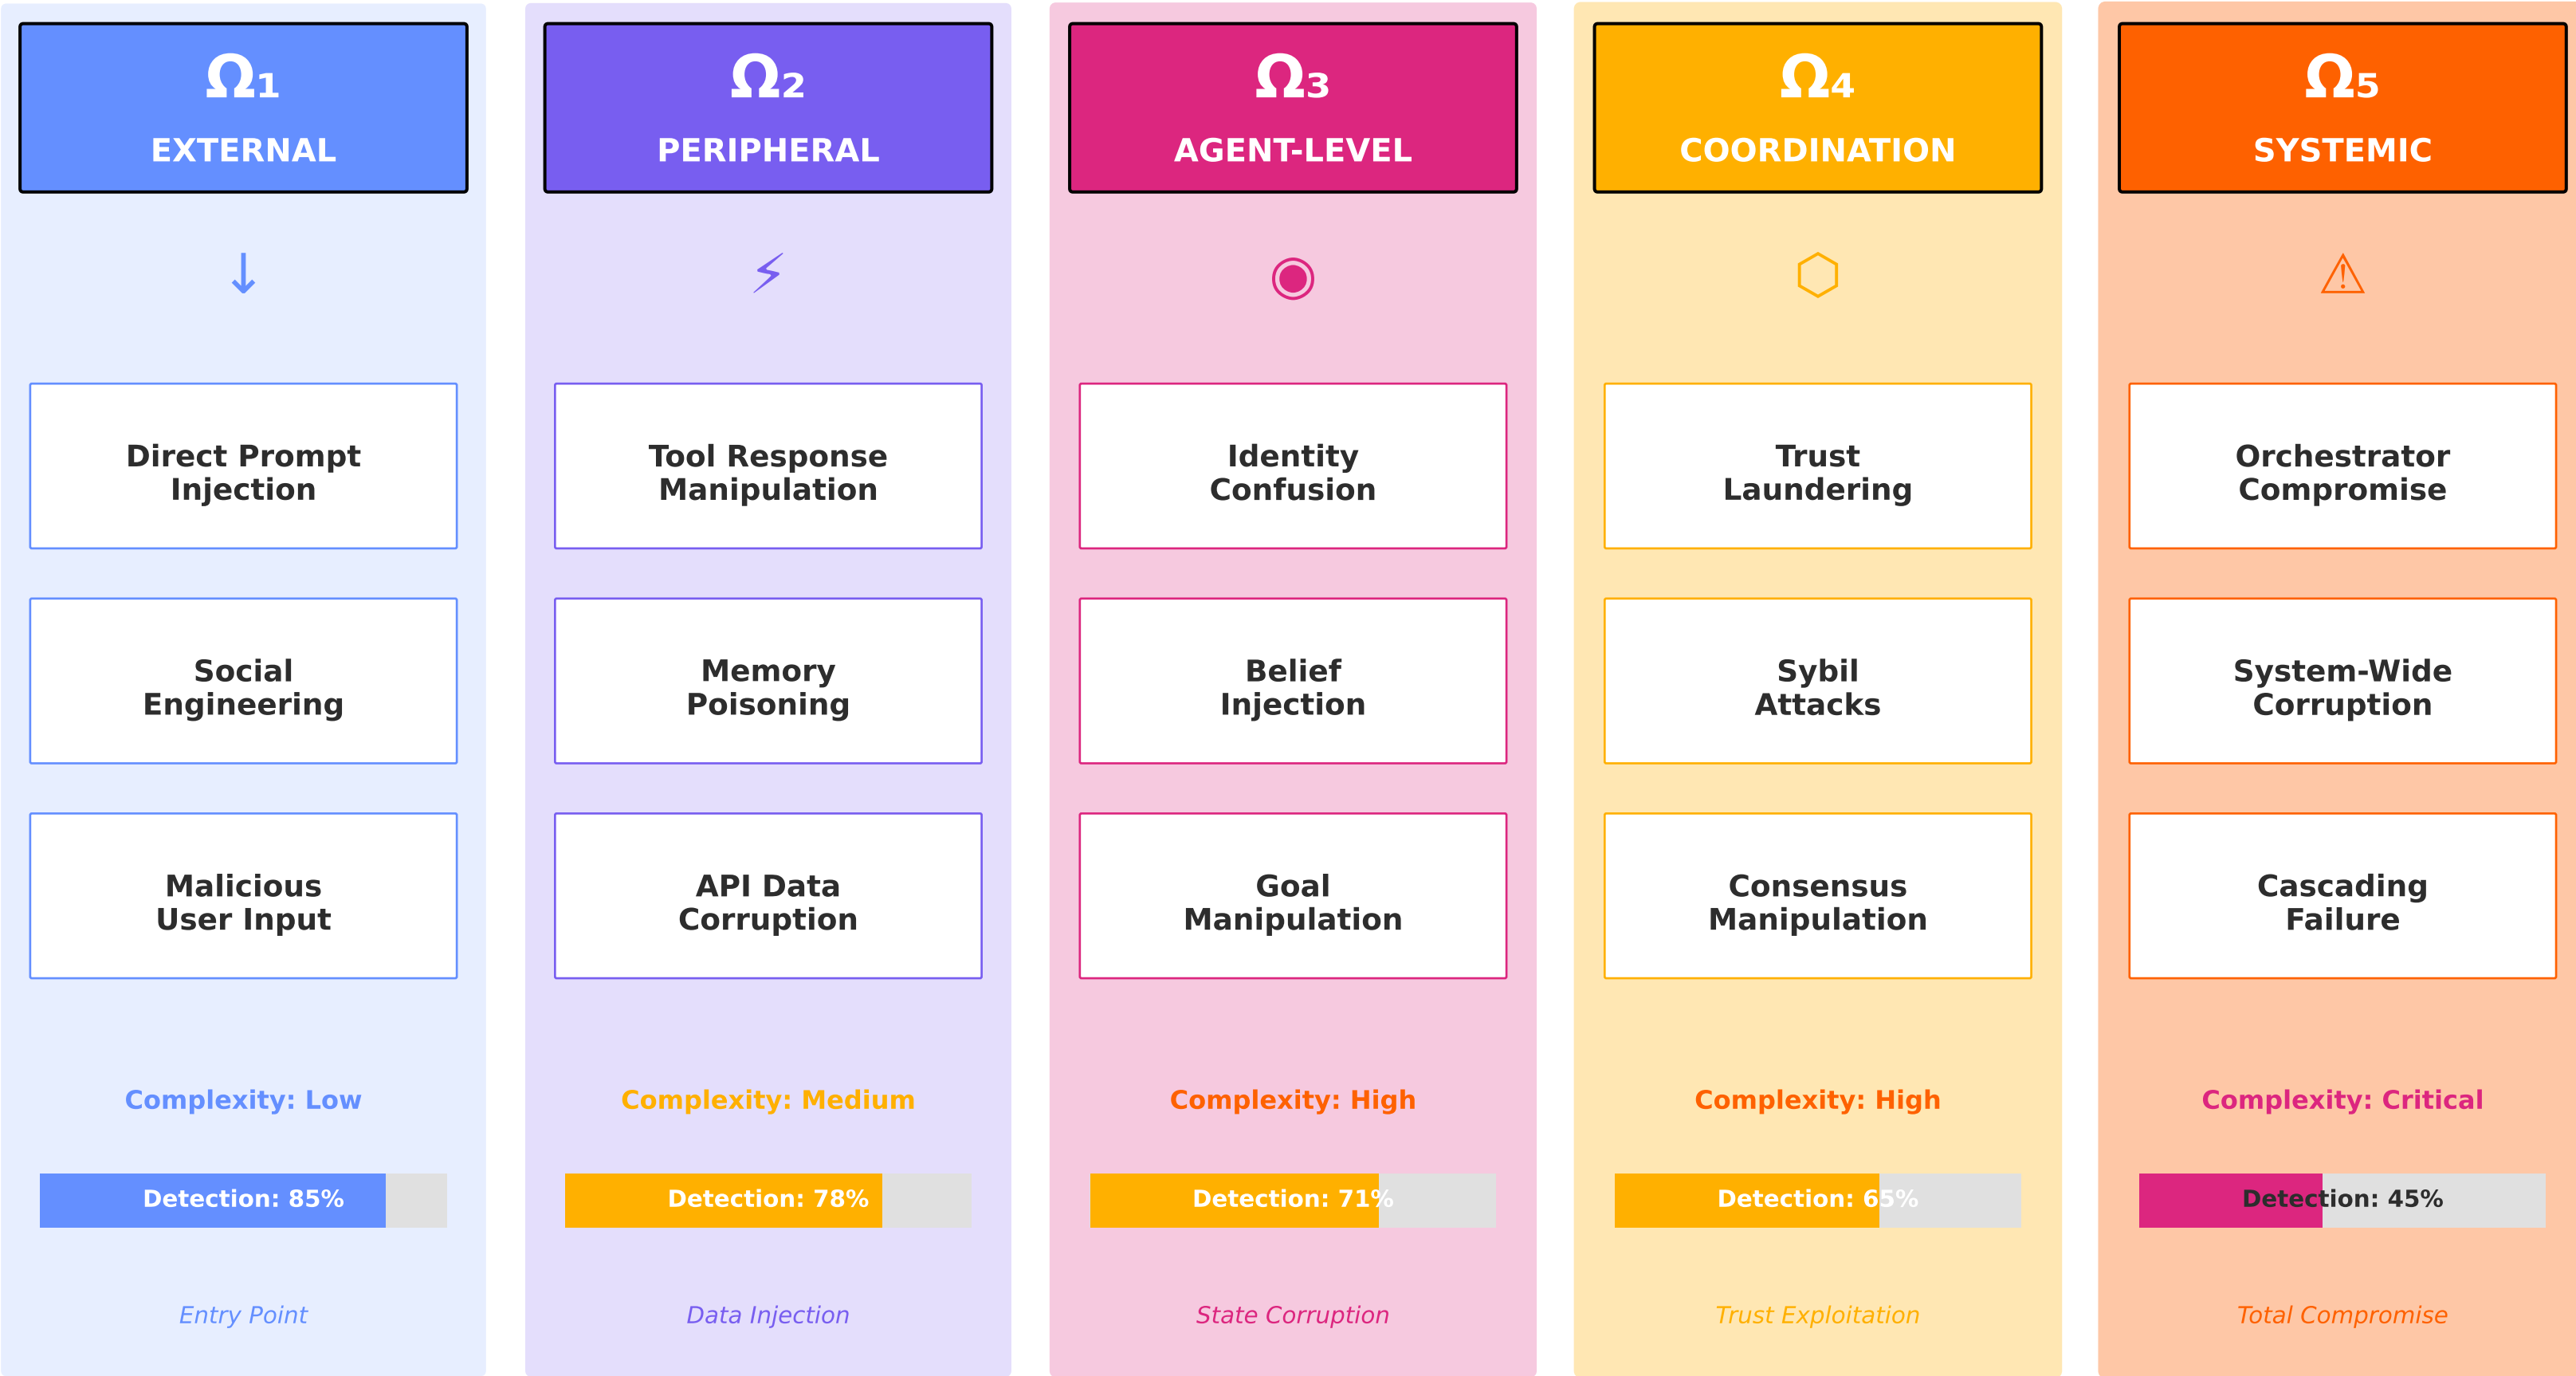 Ω₁
EXTERNAL
↓
Direct Prompt
Injection
Social
Engineering
Malicious
User Input
Complexity: Low
Detection: 85%
Entry Point
Ω₂
PERIPHERAL
⚡
Tool Response
Manipulation
Memory
Poisoning
API Data
Corruption
Complexity: Medium
Detection: 78%
Data Injection
Ω₃
AGENT-LEVEL
◉
Identity
Confusion
Belief
Injection
Goal
Manipulation
Complexity: High
Detection: 71%
State Corruption
Ω₄
COORDINATION
⬡
Trust
Laundering
Sybil
Attacks
Consensus
Manipulation
Complexity: High
Detection: 65%
Trust Exploitation
Ω₅
SYSTEMIC
⚠
Orchestrator
Compromise
System-Wide
Corruption
Cascading
Failure
Complexity: Critical
Detection: 45%
Total Compromise